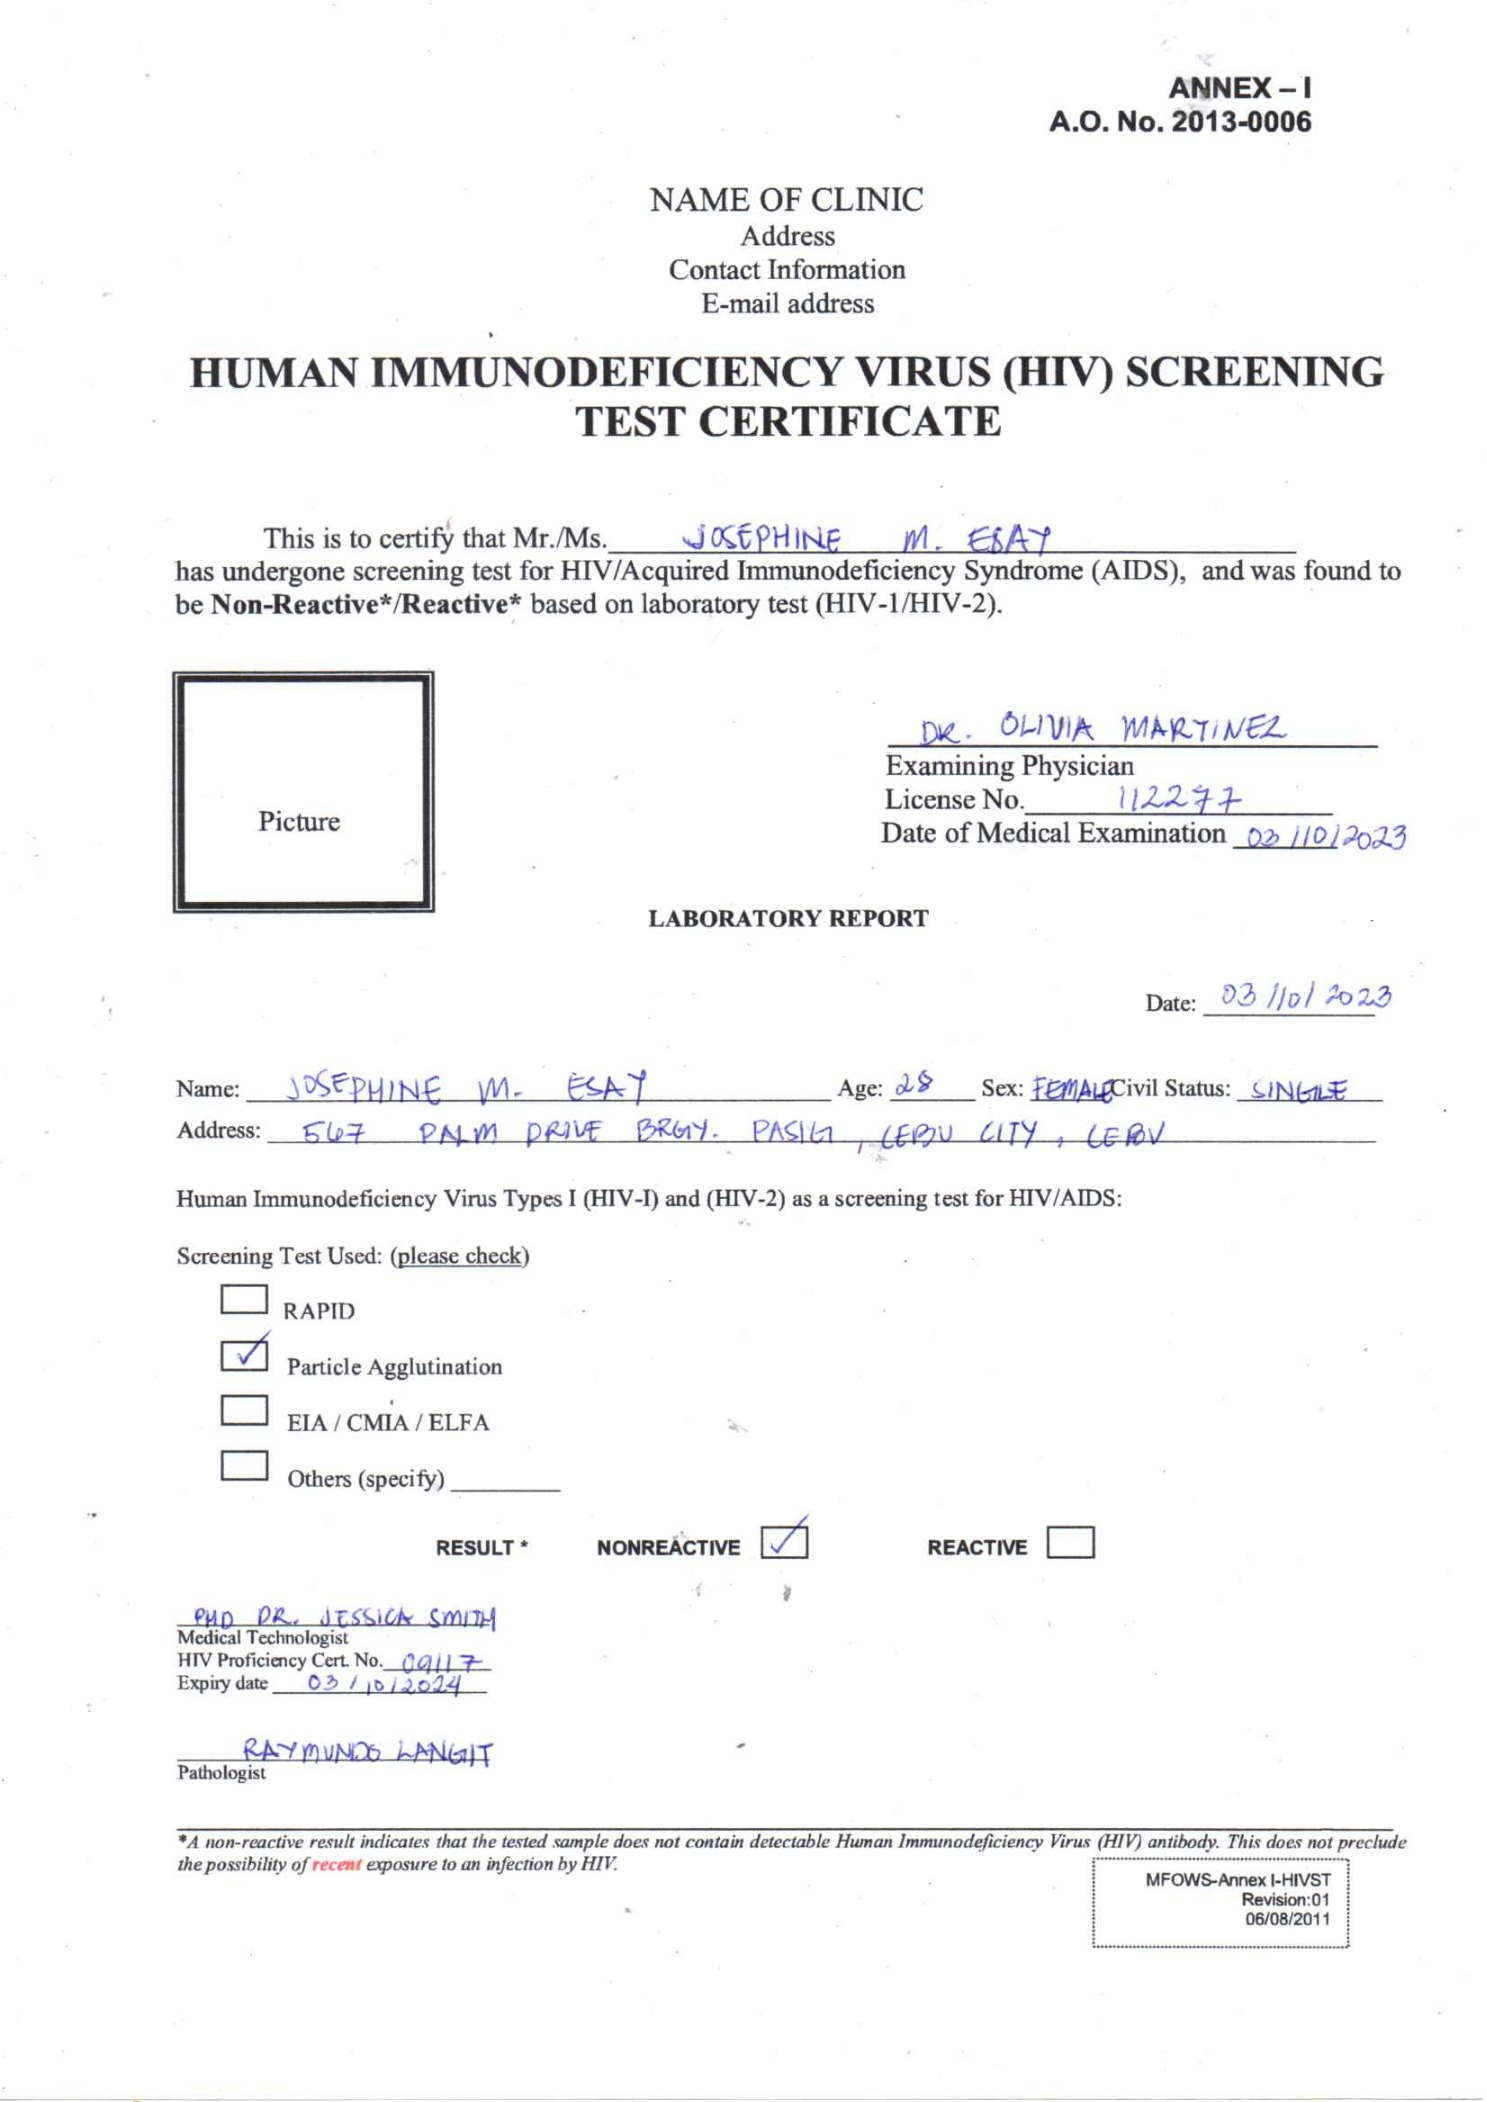 ANNEX – I
A.O. No. 2013-0006
NAME OF CLINIC
Address
Contact Information
E-mail address
HUMAN IMMUNODEFICIENCY VIRUS (HIV) SCREENING
TEST CERTIFICATE
This is to certify that Mr./Ms. JOSEPHINE M. ESAY
has undergone screening test for HIV/Acquired Immunodeficiency Syndrome (AIDS), and was found to
be Non-Reactive*/Reactive* based on laboratory test (HIV-1/HIV-2).
Picture
DR. OLIVIA MARTINEZ
Examining Physician
License No. 112277
Date of Medical Examination 03/10/2023
LABORATORY REPORT
Date: 03/10/2023
Name: JOSEPHINE M. ESAY Age: 28 Sex: FEMALE Civil Status: SINGLE
Address: 567 PALM DRIVE BRGY. PASIG, CEBU CITY, CEBU
Human Immunodeficiency Virus Types I (HIV-I) and (HIV-2) as a screening test for HIV/AIDS:
Screening Test Used: (please check)
RAPID
Particle Agglutination
EIA / CMIA / ELFA
Others (specify)
RESULT * NONREACTIVE REACTIVE
PHD DR. JESSICA SMITH
Medical Technologist
HIV Proficiency Cert. No. 09117
Expiry date 03/10/2024
RAYMUNDO LANGIT
Pathologist
*A non-reactive result indicates that the tested sample does not contain detectable Human Immunodeficiency Virus (HIV) antibody. This does not preclude
the possibility of recent exposure to an infection by HIV.
MFOWS-Annex I-HIVST
Revision:01
06/08/2011